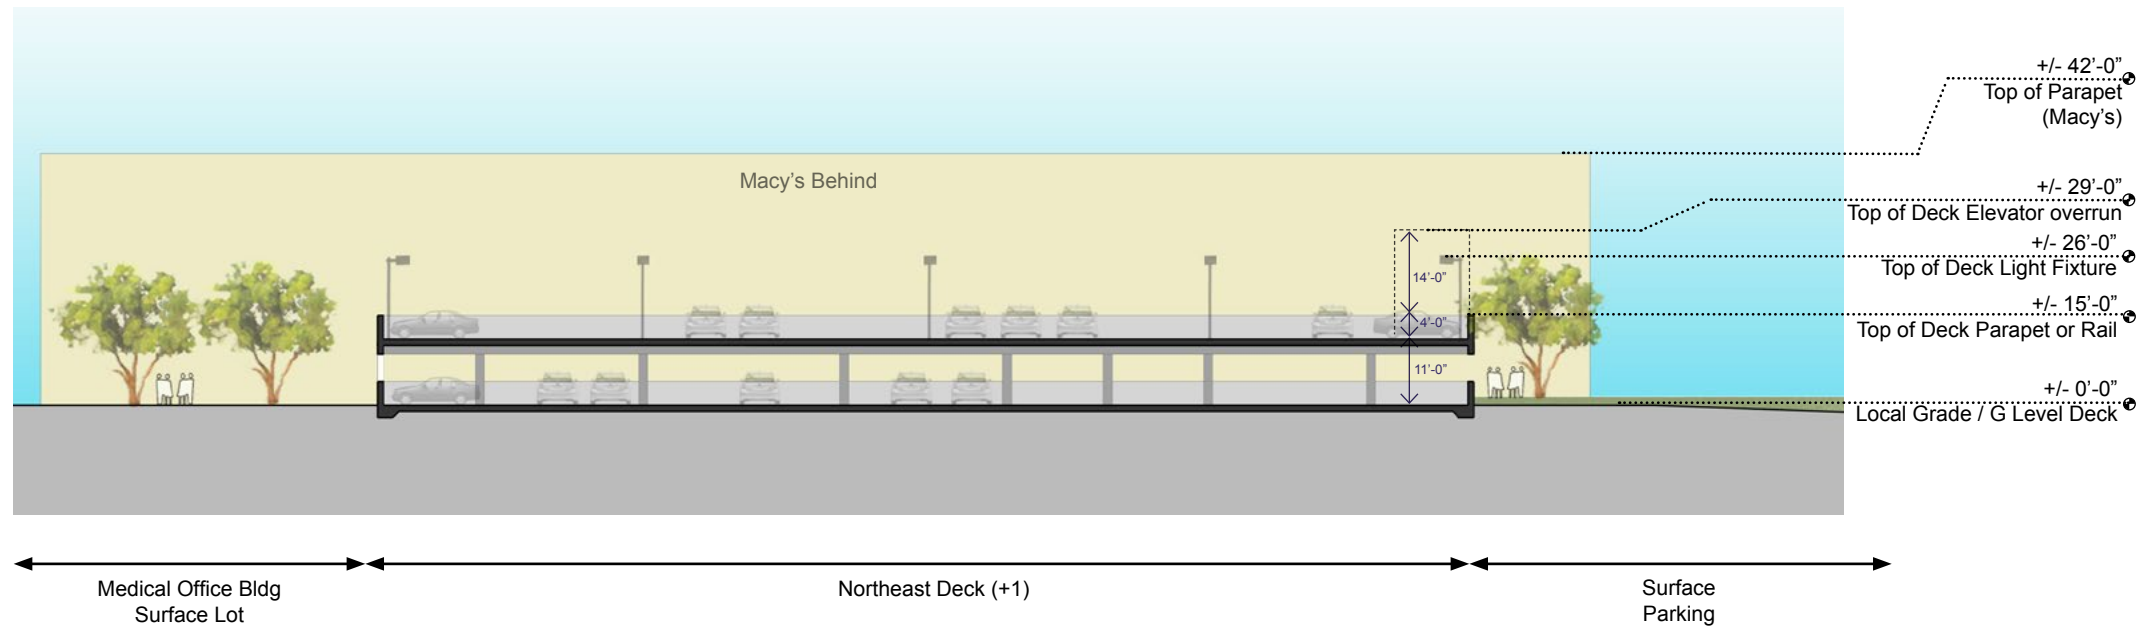 +/- 42’-0”
Top of Parapet
(Macy’s)
Macy’s Behind
+/- 29’-0”
Top of Deck Elevator overrun
+/- 26’-0”
Top of Deck Light Fixture
14’-0”
+/- 15’-0”
4’-0”
Top of Deck Parapet or Rail
11’-0”
+/- 0’-0”
Local Grade / G Level Deck
Medical Office Bldg
Surface Lot
Northeast Deck (+1)
Surface
Parking